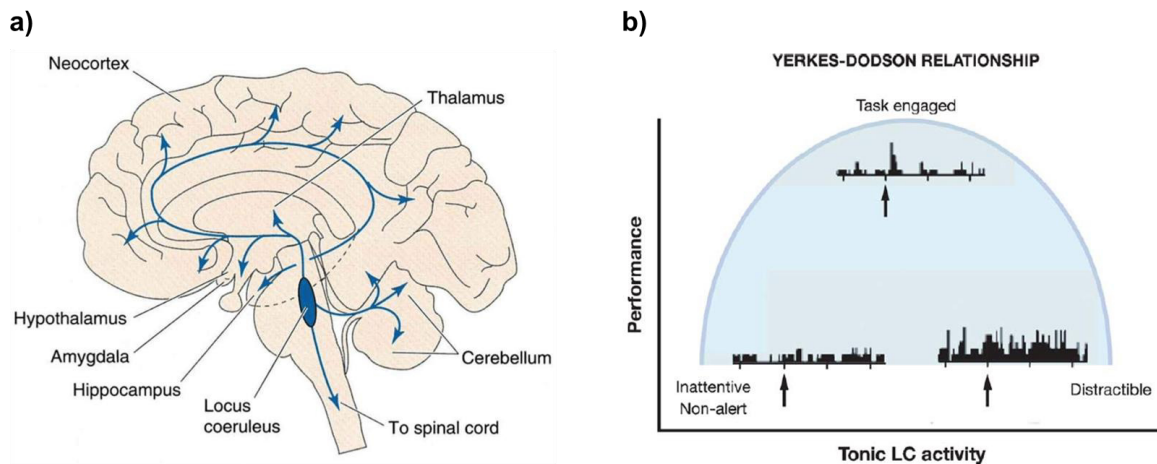 a)
Neocortex
Thalamus
Hypothalamus
Amygdala
Hippocampus
Locus
coeruleus
To spinal cord
Cerebellum
b)
YERKES-DODSON RELATIONSHIP
Task engaged
Performance
Inattentive
Non-alert
Distractible
Tonic LC activity